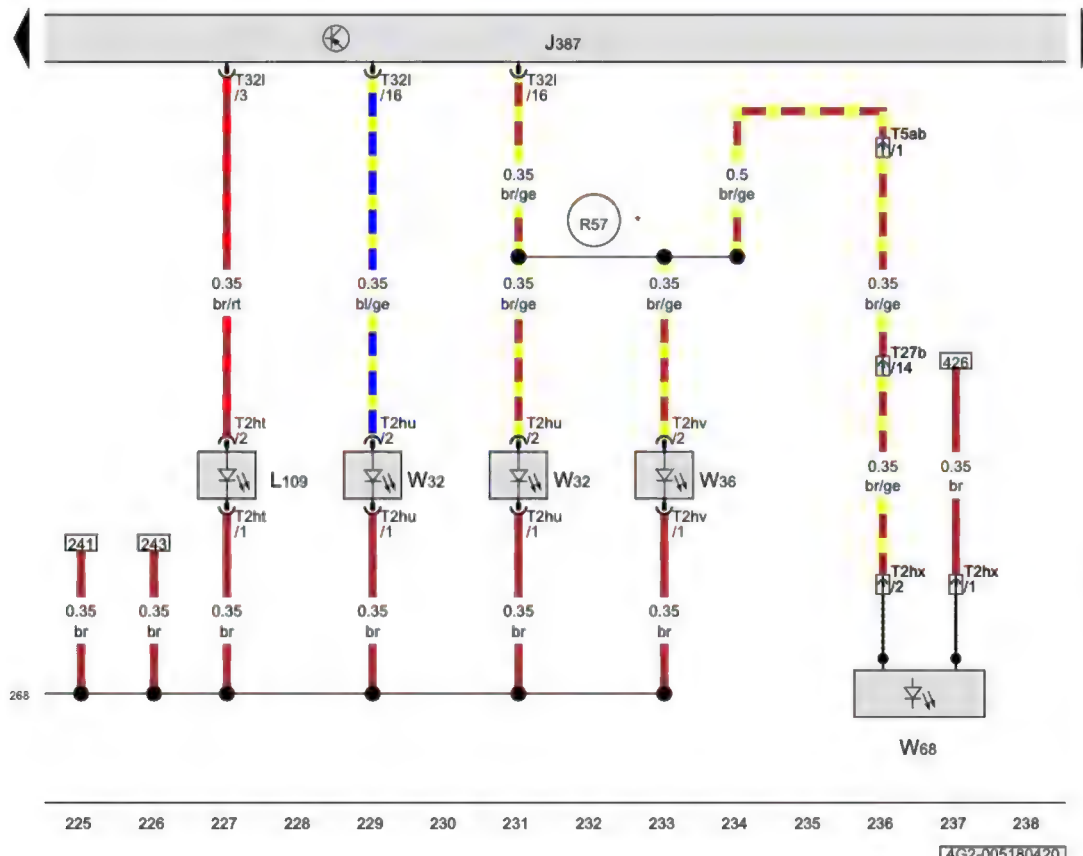 J387
T32l
/3
T32l
/16
T32l
/16
T5ab
/1
0.35
br/ge
R57
0.5
br/ge
0.35
br/rt
0.35
bl/ge
0.35
br/ge
0.35
br/ge
0.35
br/ge
T27b
/14
426
T2ht
/2
T2hu
/2
T2hu
/2
T2hv
/2
L109
W32
W32
W36
0.35
br/ge
0.35
br
T2ht
/1
T2hu
/1
T2hu
/1
T2hv
/1
241
243
T2hx
/2
T2hx
/1
0.35
br
0.35
br
0.35
br
0.35
br
0.35
br
0.35
br
268
W68
225 226 227 228 229 230 231 232 233 234 235 236 237 238
4G2-005180420